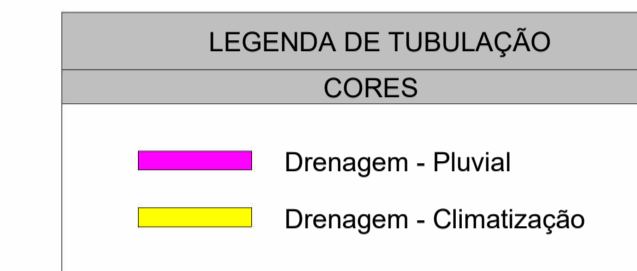 LEGENDA DE TUBULAÇÃO
CORES
Drenagem - Pluvial
Drenagem - Climatização